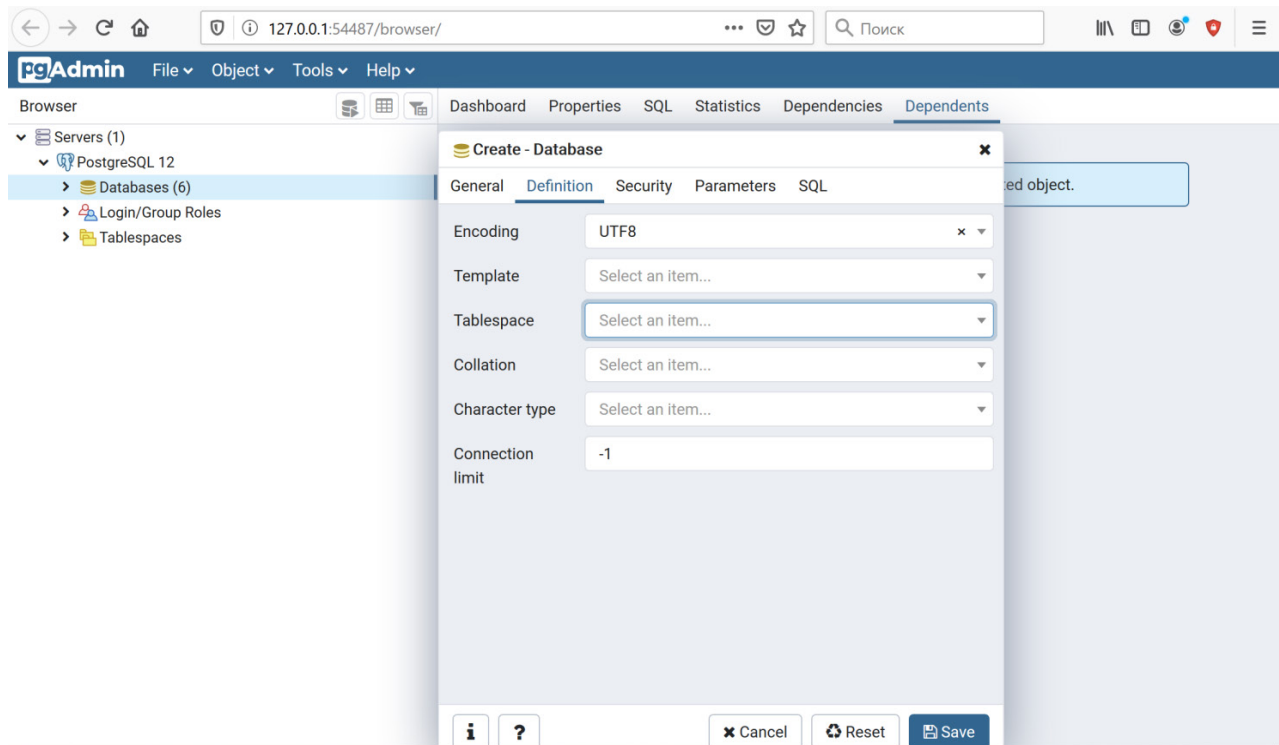 127.0.0.1:54487/browser/
Поиск
pgAdmin File Object Tools Help
Browser
Dashboard Properties SQL Statistics Dependencies Dependents
Servers (1)
PostgreSQL 12
Databases (6)
Login/Group Roles
Tablespaces
Create - Database
ed object.
General Definition Security Parameters SQL
Encoding UTF8
Template Select an item...
Tablespace Select an item...
Collation Select an item...
Character type Select an item...
Connection limit -1
i ? Cancel Reset Save